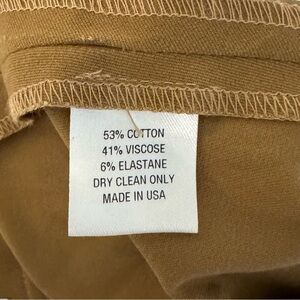 53% COTTON
41% VISCOSE
6% ELASTANE
DRY CLEAN ONLY
MADE IN USA